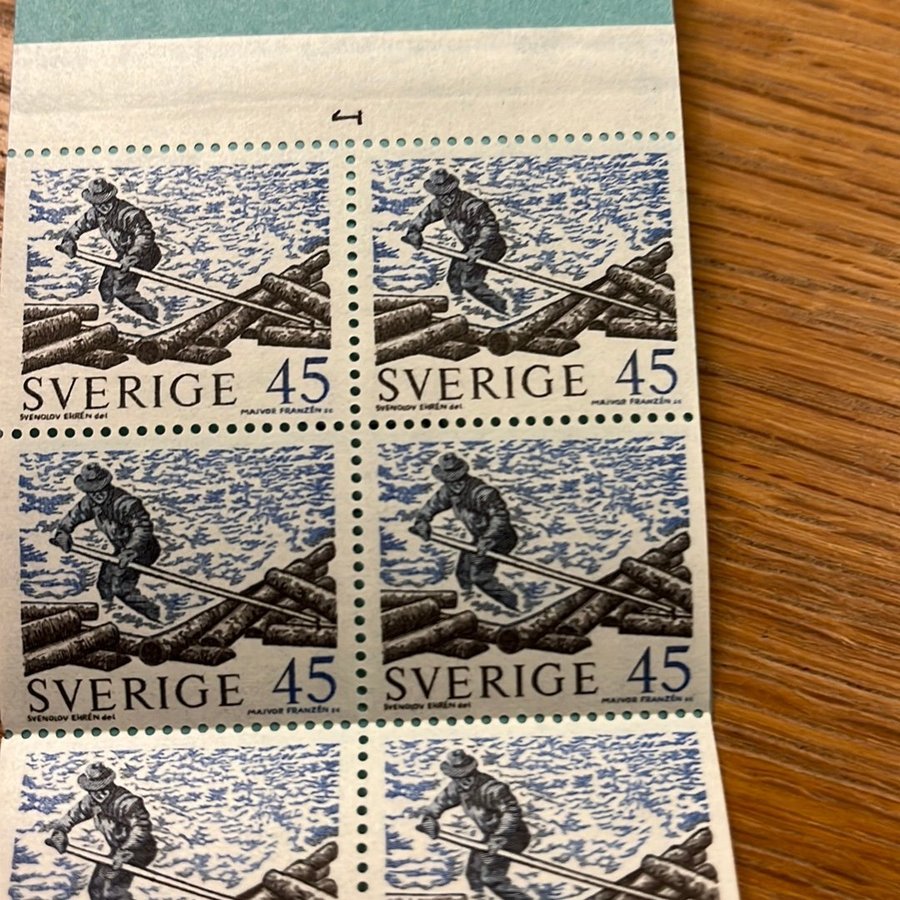 1
SVERIGE 45 SVERIGE 45
SVENOLOV EHRÉN del MAJVOR FRANZÉN sc SVENOLOV EHRÉN del MAJVOR FRANZÉN sc
SVERIGE 45 SVERIGE 45
SVENOLOV EHRÉN del MAJVOR FRANZÉN sc SVENOLOV EHRÉN del MAJVOR FRANZÉN sc